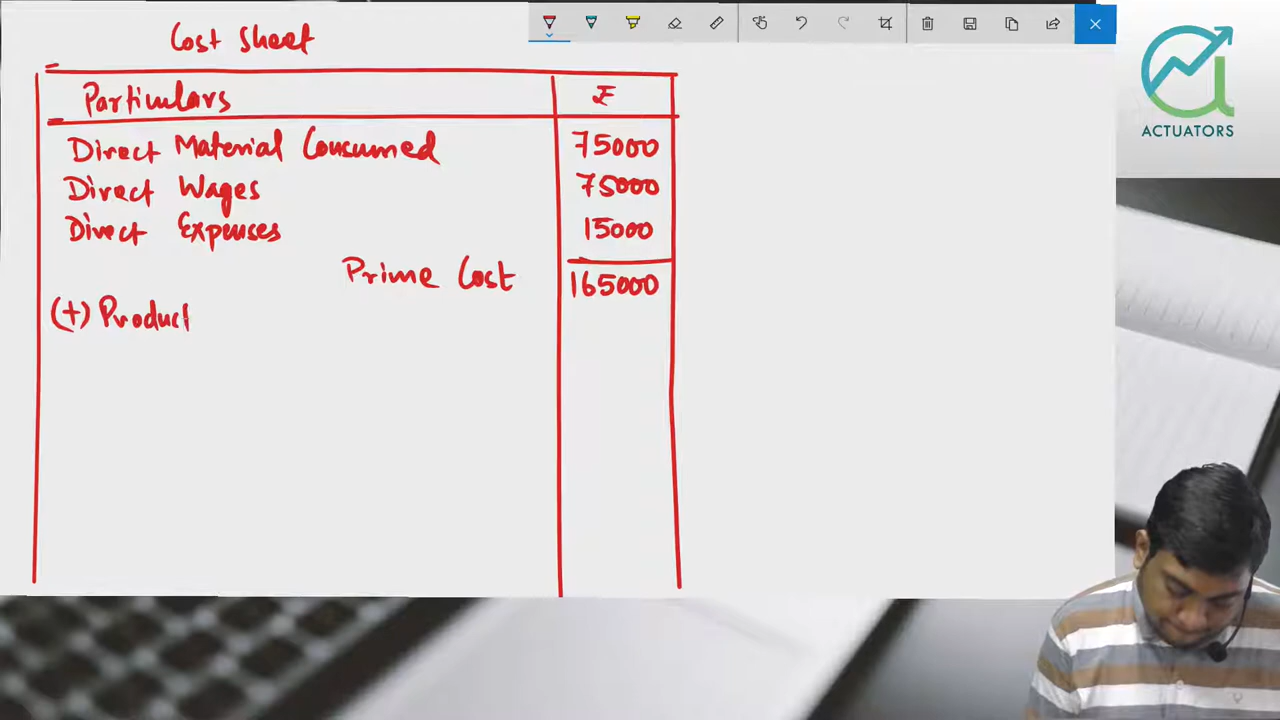 Cost Sheet
Particulars ₹
Direct Material Consumed 75000
Direct Wages 75000
Direct Expenses 15000
Prime Cost 165000
(+) Product
ACTUATORS